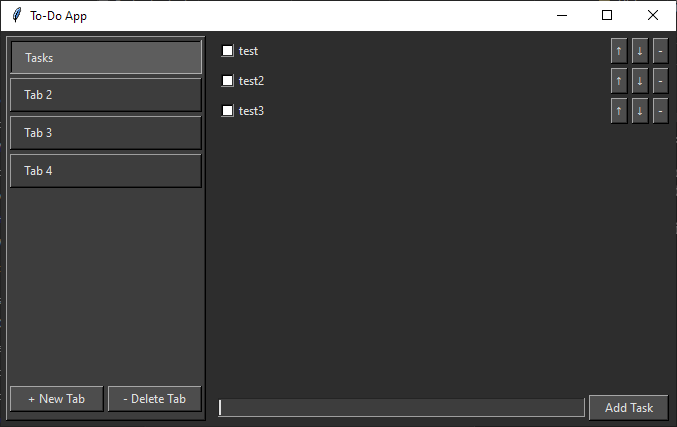 To-Do App
Tasks
Tab 2
Tab 3
Tab 4
+ New Tab - Delete Tab
test ↑ ↓ -
test2 ↑ ↓ -
test3 ↑ ↓ -
Add Task